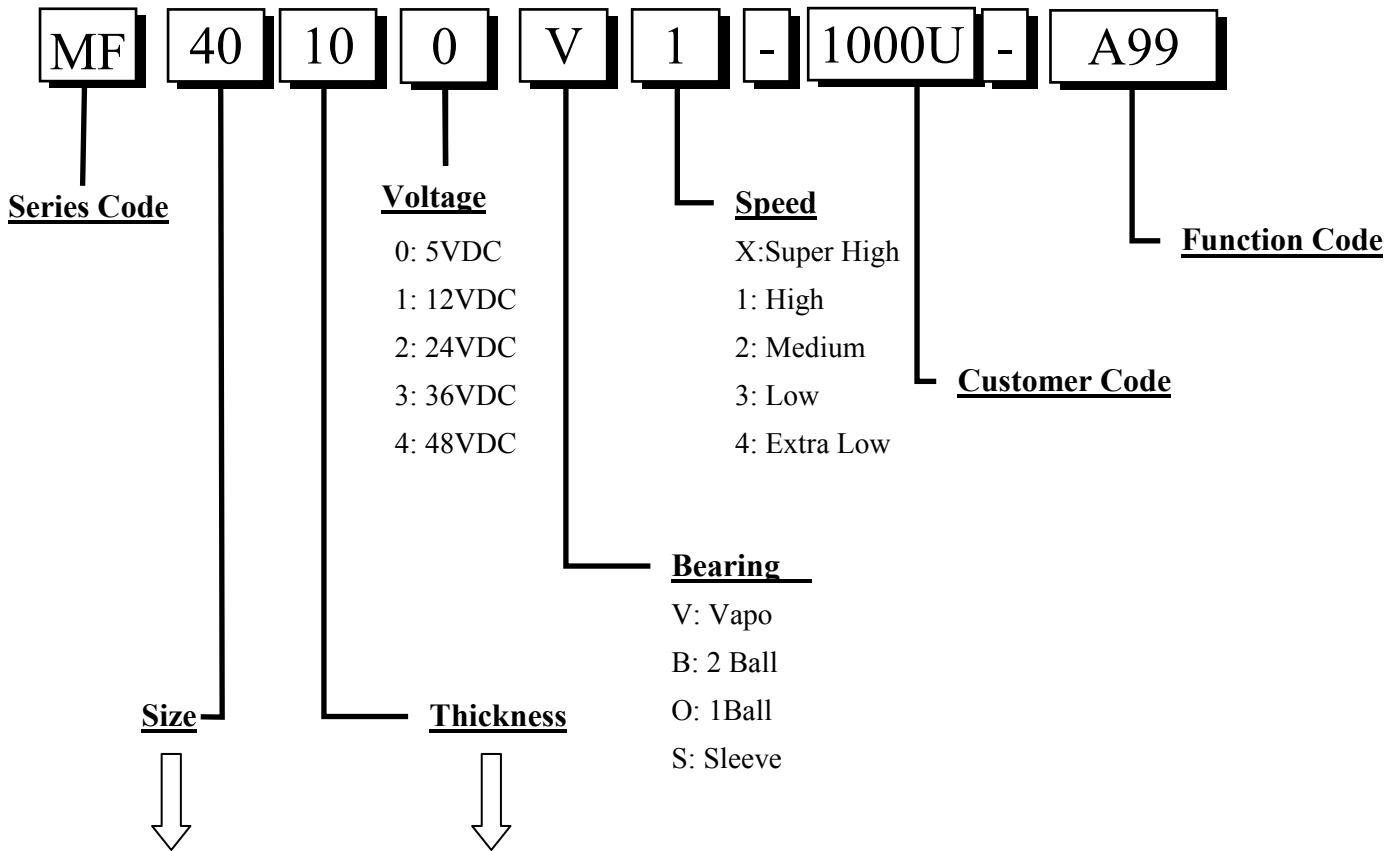 MF 40 10 0 V 1 - 1000U - A99
Series Code
Voltage
0: 5VDC
1: 12VDC
2: 24VDC
3: 36VDC
4: 48VDC
Speed
X:Super High
1: High
2: Medium
3: Low
4: Extra Low
Function Code
Customer Code
Bearing
V: Vapo
B: 2 Ball
O: 1Ball
S: Sleeve
Size
Thickness